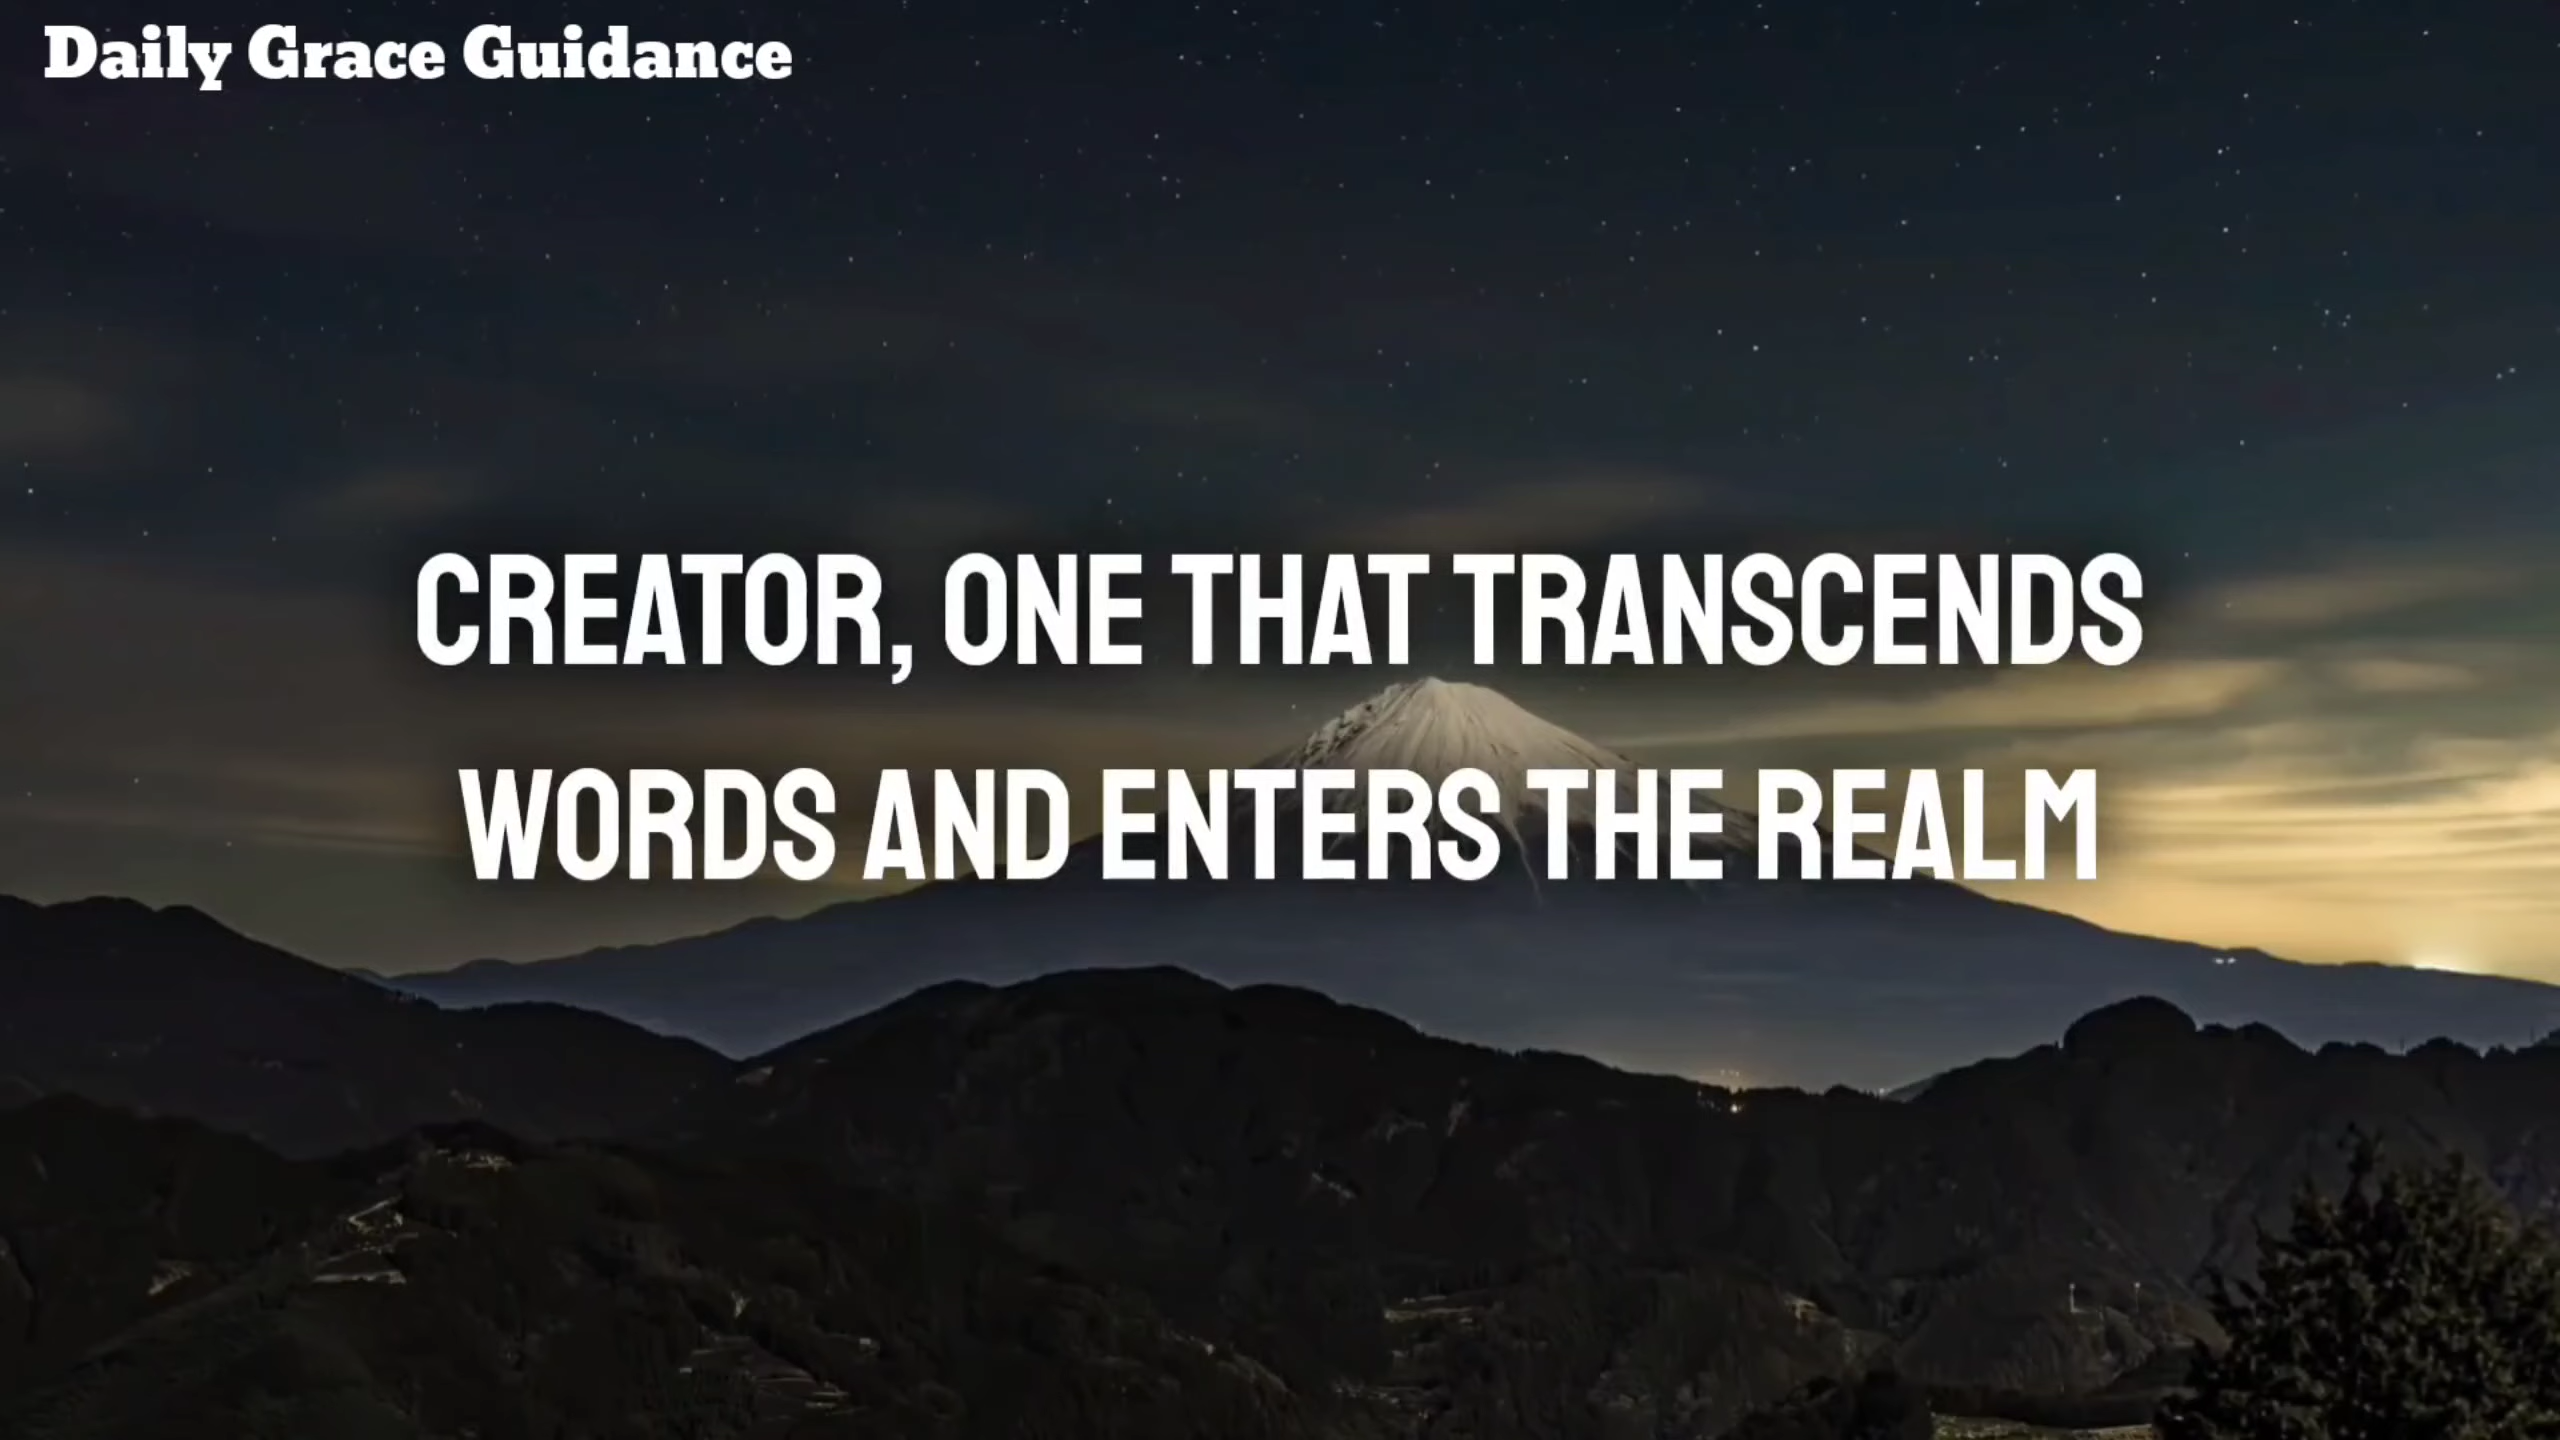 Daily Grace Guidance
CREATOR, ONE THAT TRANSCENDS
WORDS AND ENTERS THE REALM